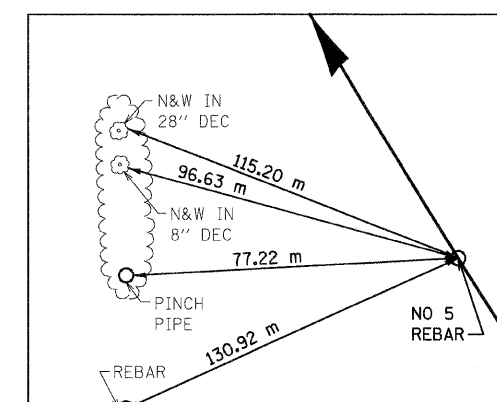 N&W IN
28" DEC
115.20 m
96.63 m
N&W IN
8" DEC
77.22 m
PINCH
PIPE
NO 5
REBAR
130.92 m
REBAR